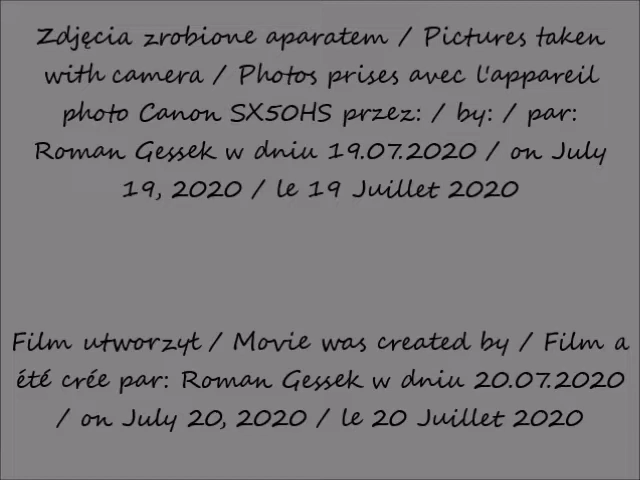 Zdjęcia zrobione aparatem / Pictures taken
with camera / Photos prises avec l'appareil
photo Canon SX50HS przez: / by: / par:
Roman Gessek w dniu 19.07.2020 / on July
19, 2020 / le 19 Juillet 2020
Film utworzył / Movie was created by / Film a
été crée par: Roman Gessek w dniu 20.07.2020
/ on July 20, 2020 / le 20 Juillet 2020